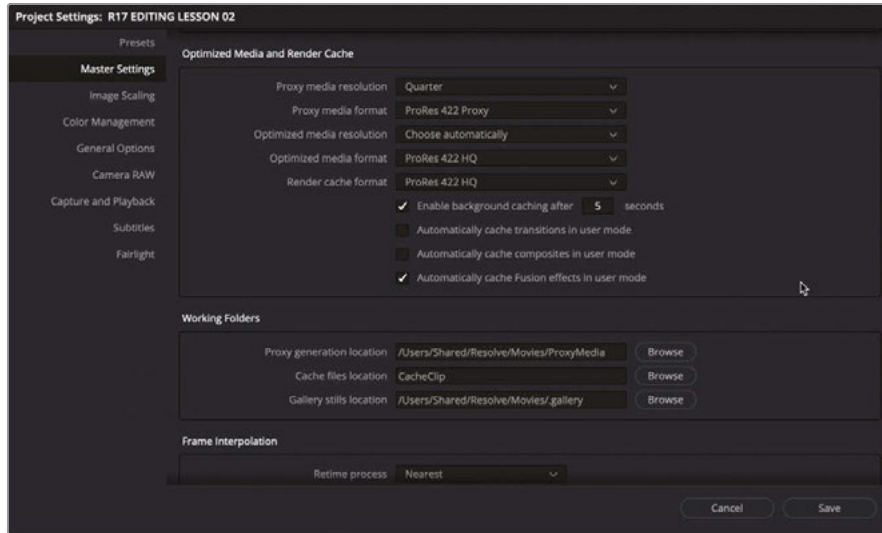 Project Settings: R17 EDITING LESSON 02
Presets
Master Settings
Image Scaling
Color Management
General Options
Camera RAW
Capture and Playback
Subtitles
Fairlight
Optimized Media and Render Cache
Proxy media resolution Quarter
Proxy media format ProRes 422 Proxy
Optimized media resolution Choose automatically
Optimized media format ProRes 422 HQ
Render cache format ProRes 422 HQ
Enable background caching after 5 seconds
Automatically cache transitions in user mode
Automatically cache composites in user mode
Automatically cache Fusion effects in user mode
Working Folders
Proxy generation location /Users/Shared/Resolve/Movies/ProxyMedia Browse
Cache files location CacheClip Browse
Gallery stills location /Users/Shared/Resolve/Movies/.gallery Browse
Frame Interpolation
Retime process Nearest
Cancel Save